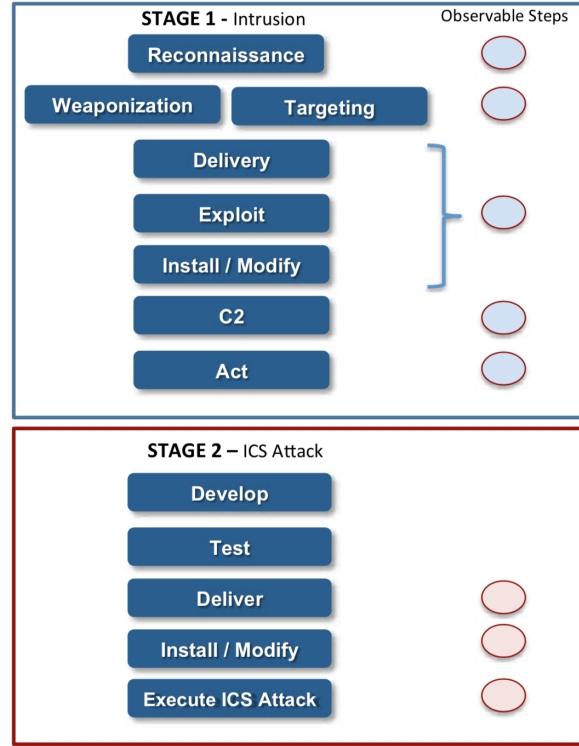 STAGE 1 - Intrusion
Observable Steps
Reconnaissance
Weaponization
Targeting
Delivery
Exploit
Install / Modify
C2
Act
STAGE 2 – ICS Attack
Develop
Test
Deliver
Install / Modify
Execute ICS Attack